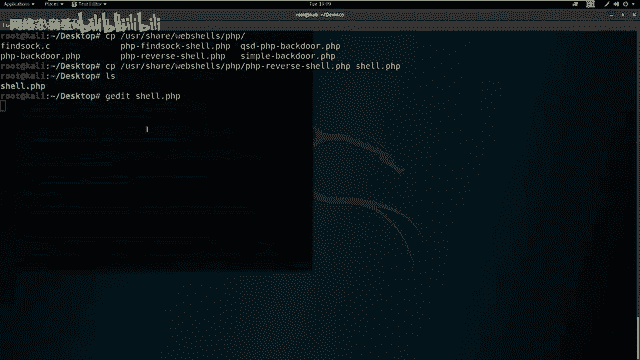 Applications Places Text Editor Tue 13:09
root@kali: ~/Desktop
bilibili
root@kali:~/Desktop# cp /usr/share/webshells/php/
findsock.c php-findsock-shell.php qsd-php-backdoor.php
php-backdoor.php php-reverse-shell.php simple-backdoor.php
root@kali:~/Desktop# cp /usr/share/webshells/php/php-reverse-shell.php shell.php
root@kali:~/Desktop# ls
shell.php
root@kali:~/Desktop# gedit shell.php